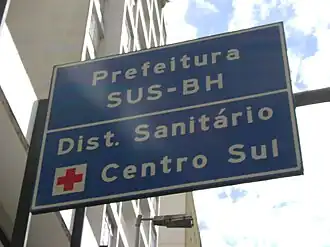 Prefeitura
SUS-BH
Dist. Sanitário
Centro Sul